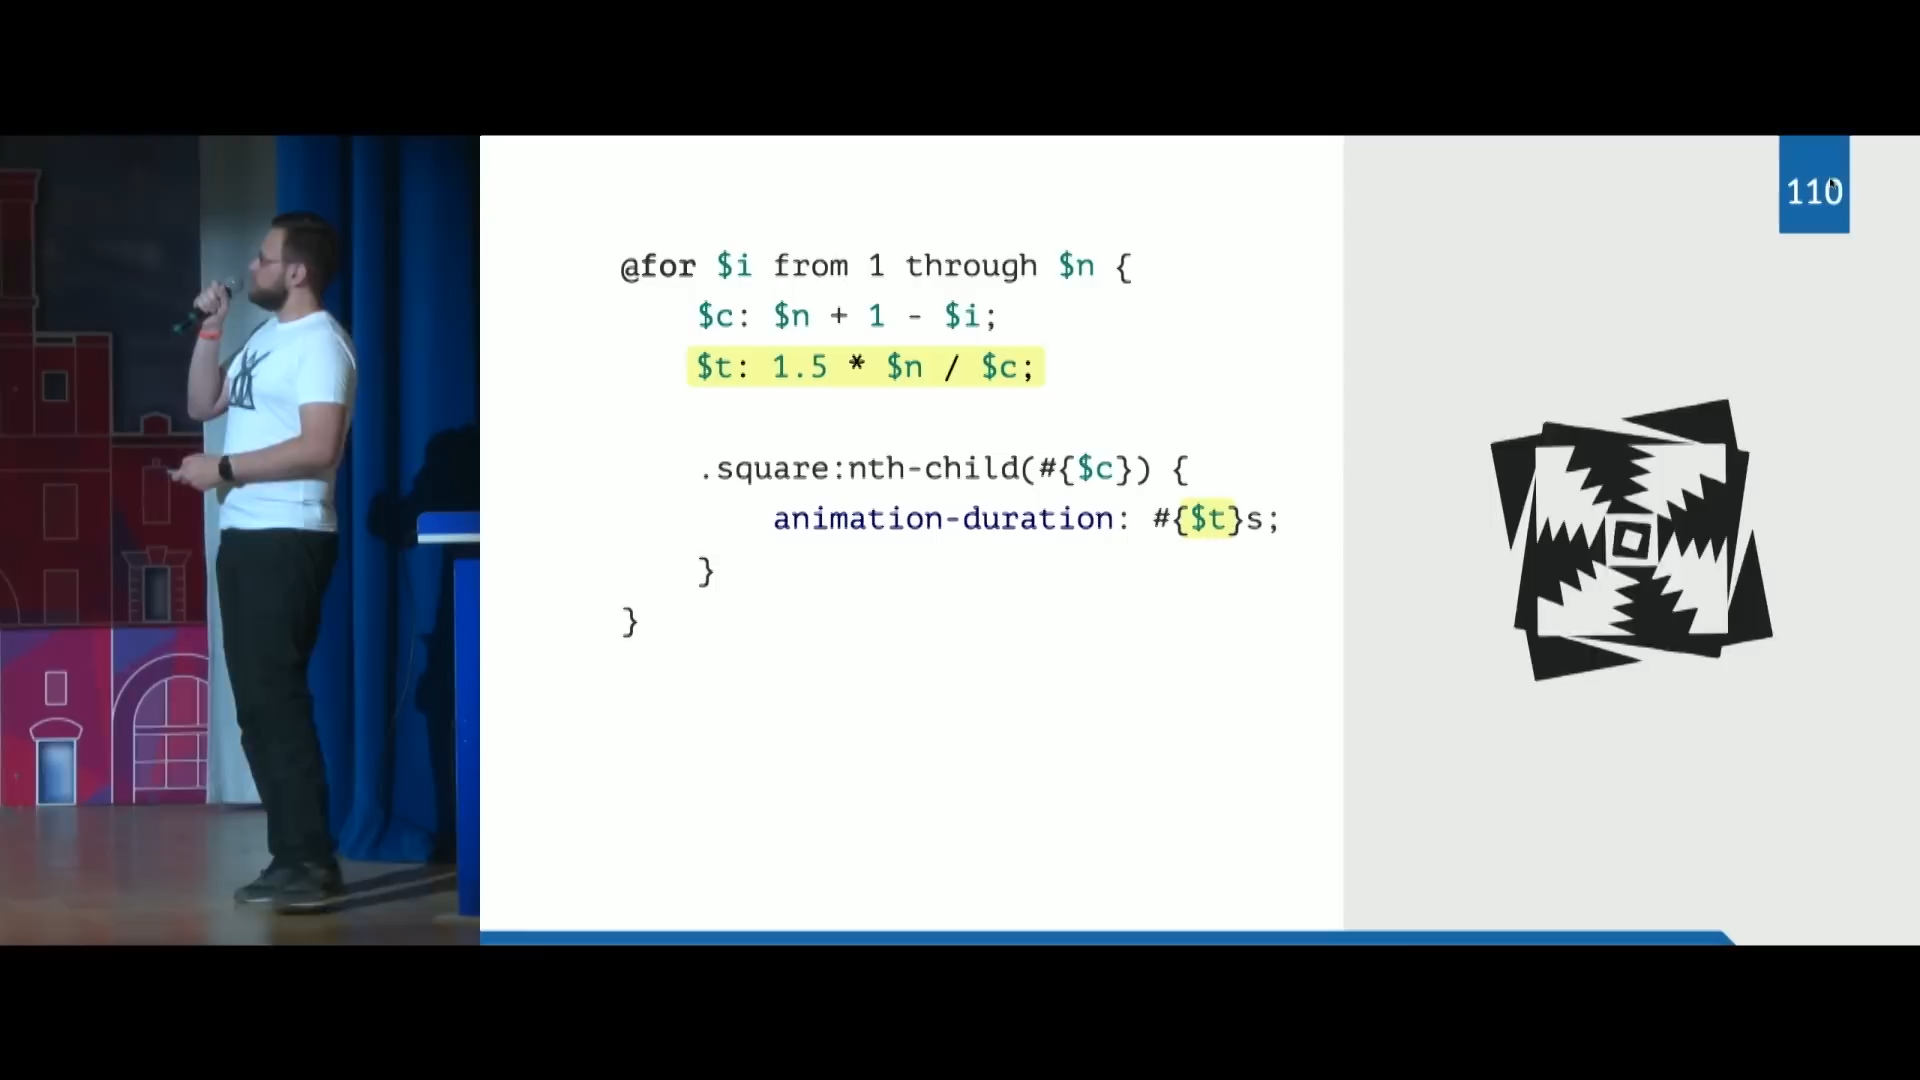 110
@for $i from 1 through $n {
$c: $n + 1 - $i;
$t: 1.5 * $n / $c;
.square:nth-child(#{$c}) {
animation-duration: #{$t}s;
}
}